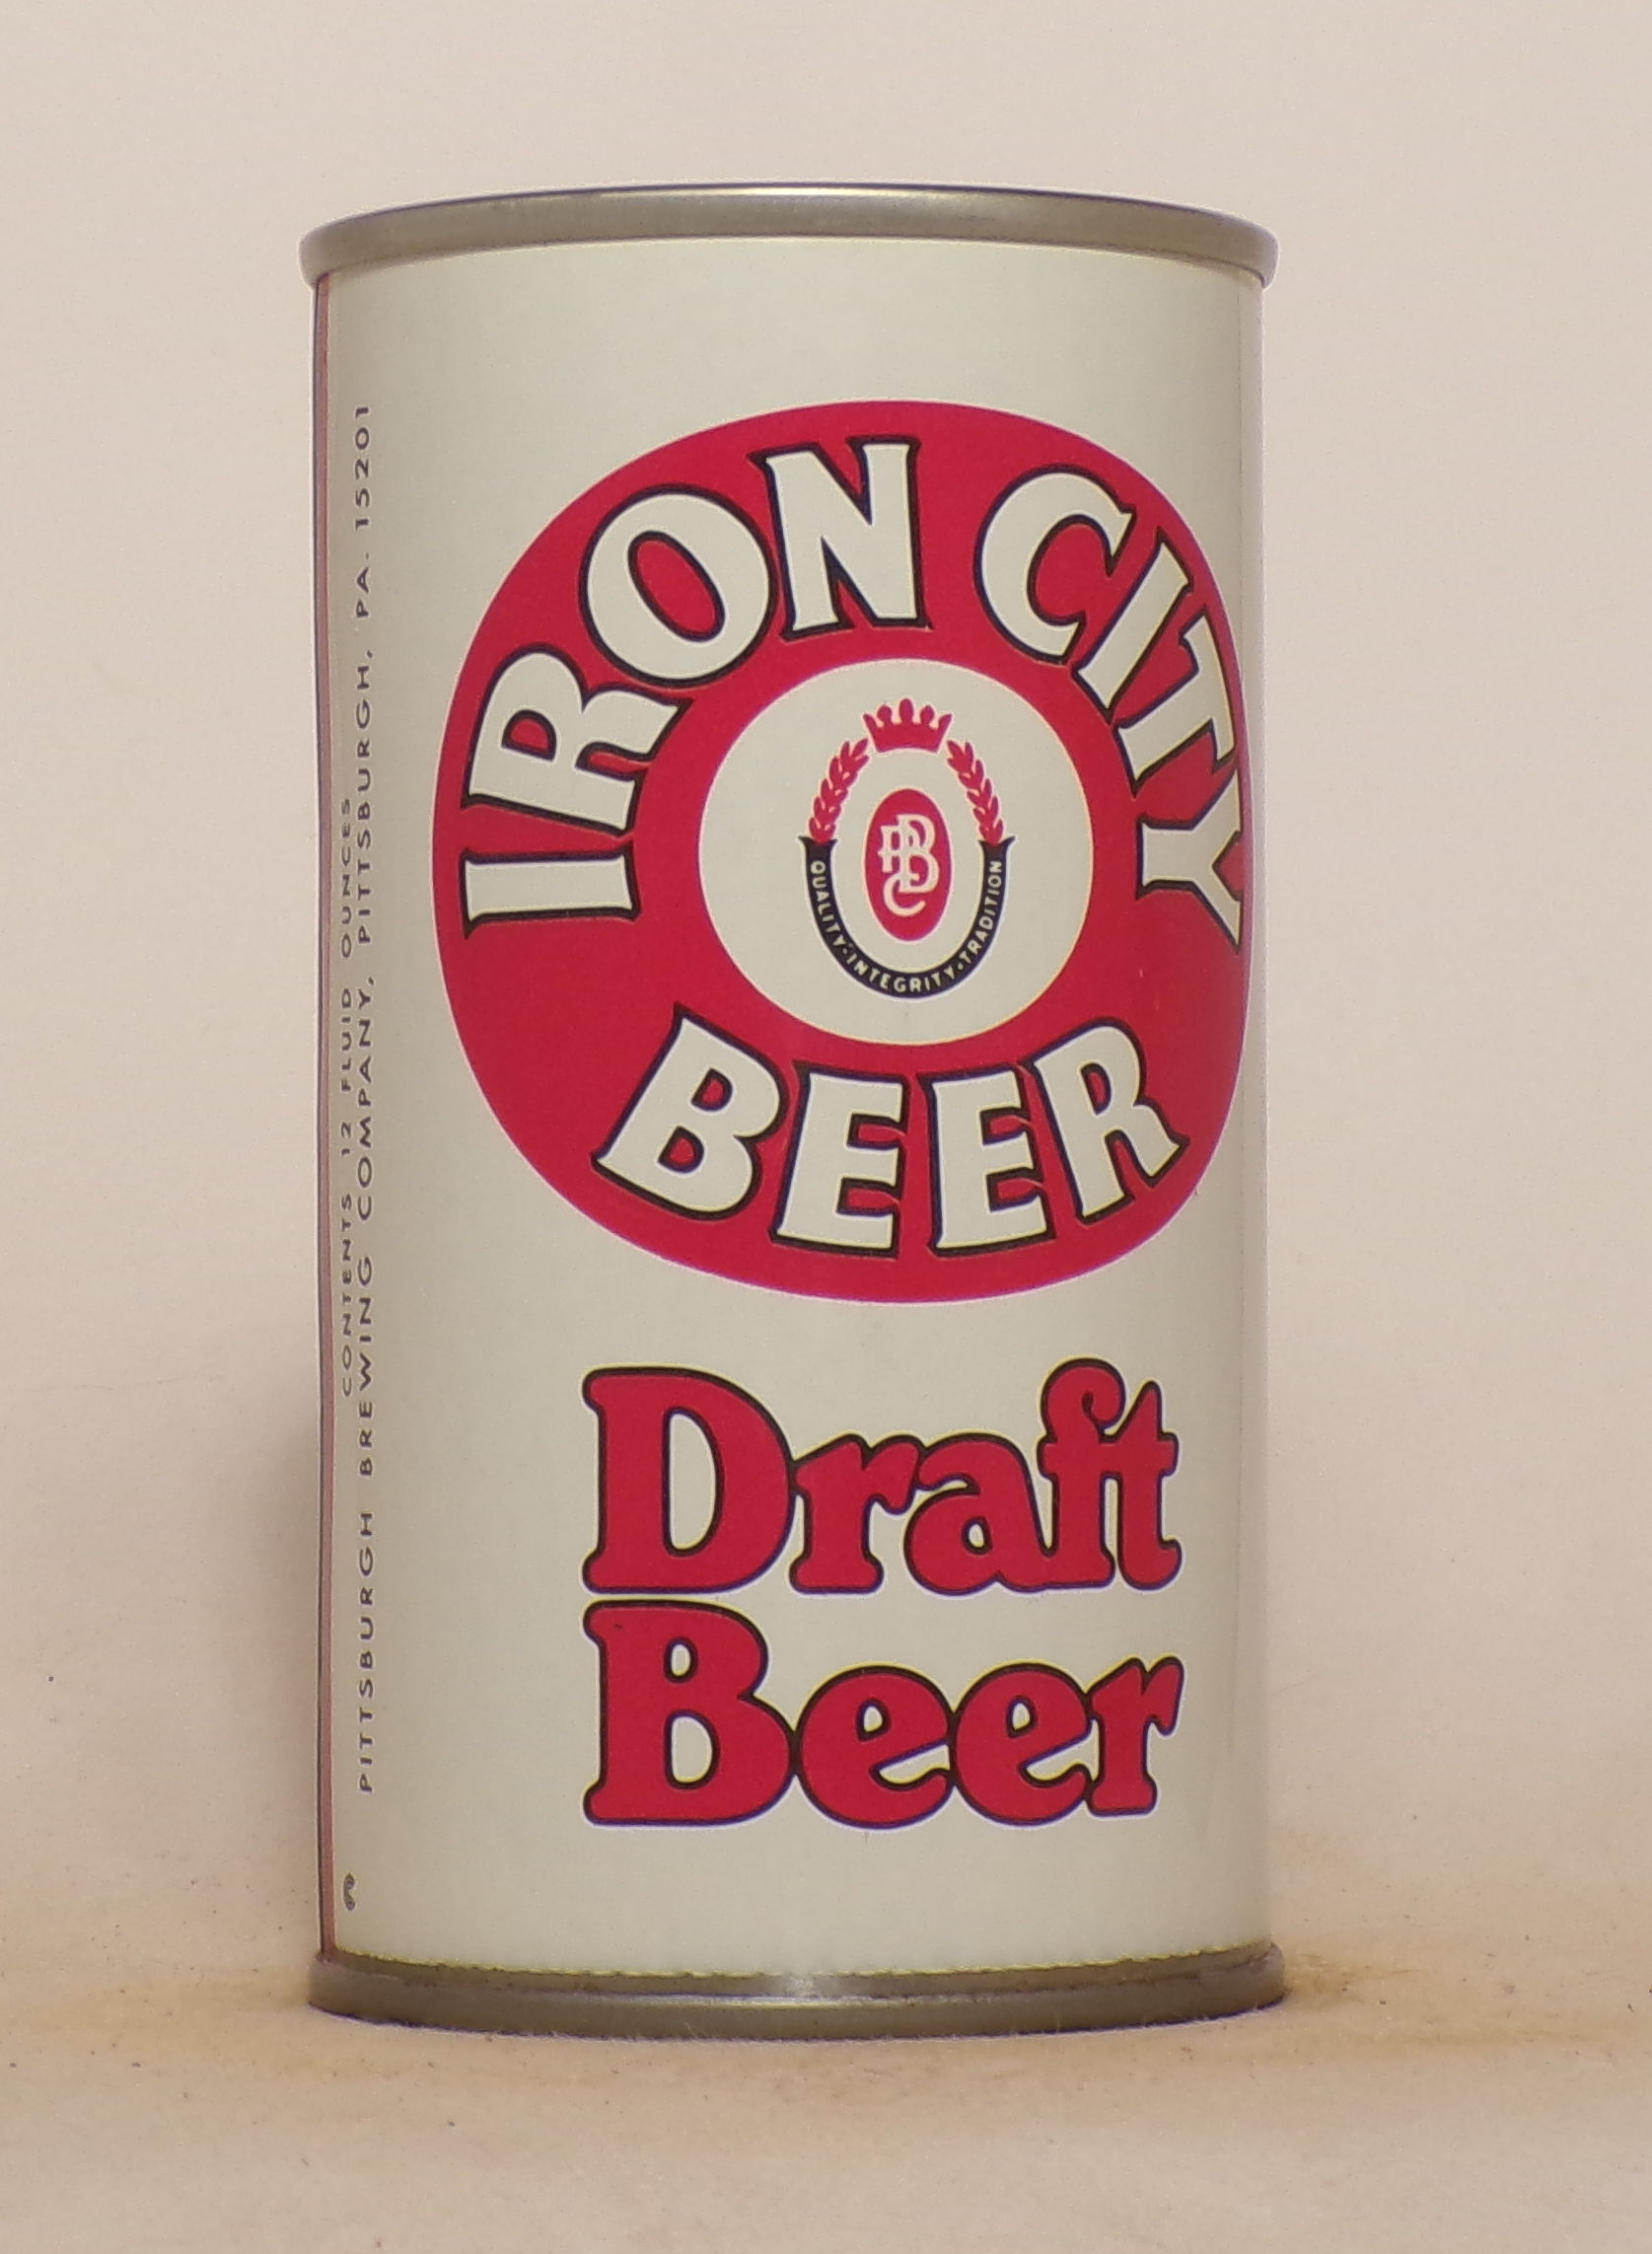 IRON CITY
PBC
QUALITY·INTEGRITY·TRADITION
BEER
Draft
Beer
CONTENTS 12 FLUID OUNCES
PITTSBURGH BREWING COMPANY, PITTSBURGH, PA. 15201